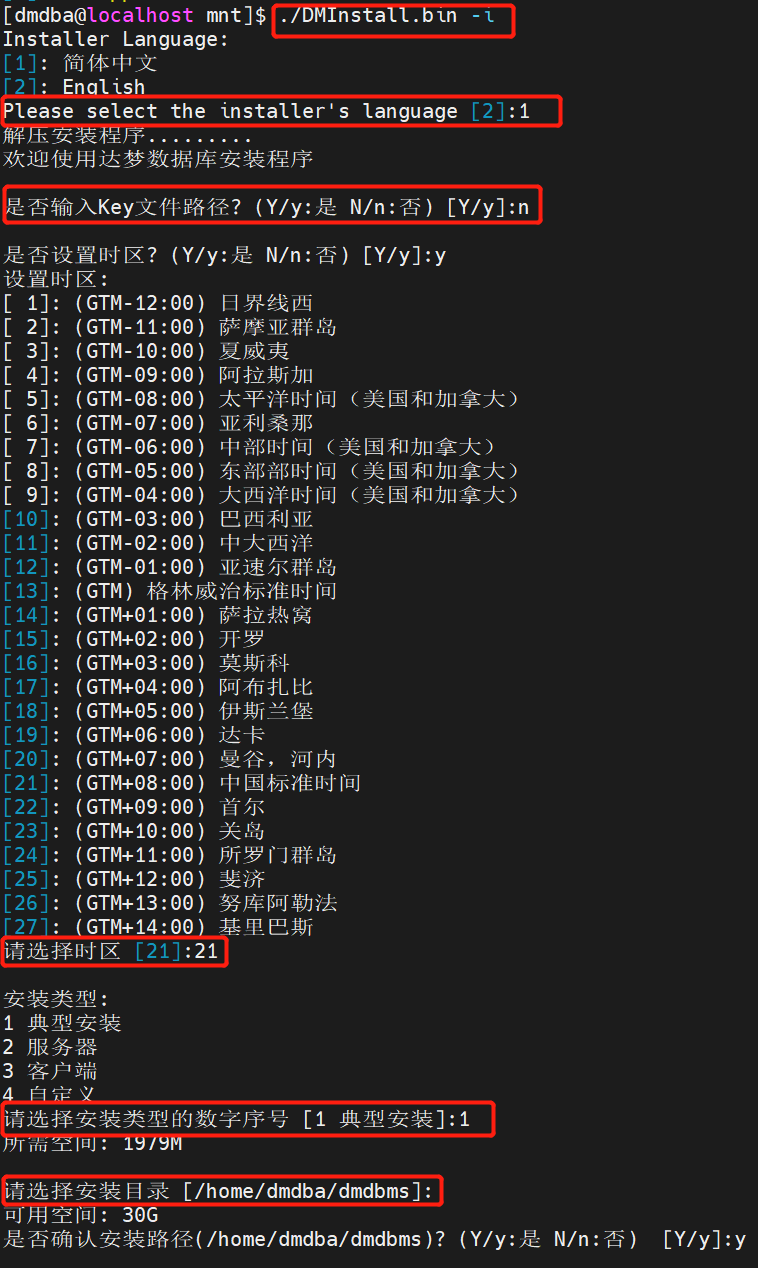 [dmdba@localhost mnt]$ ./DMInstall.bin -i
Installer Language:
[1]: 简体中文
[2]: English
Please select the installer's language [2]:1
解压安装程序.........
欢迎使用达梦数据库安装程序
是否输入Key文件路径? (Y/y:是 N/n:否) [Y/y]:n
是否设置时区? (Y/y:是 N/n:否) [Y/y]:y
设置时区:
[ 1]: (GTM-12:00) 日界线西
[ 2]: (GTM-11:00) 萨摩亚群岛
[ 3]: (GTM-10:00) 夏威夷
[ 4]: (GTM-09:00) 阿拉斯加
[ 5]: (GTM-08:00) 太平洋时间（美国和加拿大）
[ 6]: (GTM-07:00) 亚利桑那
[ 7]: (GTM-06:00) 中部时间（美国和加拿大）
[ 8]: (GTM-05:00) 东部部时间（美国和加拿大）
[ 9]: (GTM-04:00) 大西洋时间（美国和加拿大）
[10]: (GTM-03:00) 巴西利亚
[11]: (GTM-02:00) 中大西洋
[12]: (GTM-01:00) 亚速尔群岛
[13]: (GTM) 格林威治标准时间
[14]: (GTM+01:00) 萨拉热窝
[15]: (GTM+02:00) 开罗
[16]: (GTM+03:00) 莫斯科
[17]: (GTM+04:00) 阿布扎比
[18]: (GTM+05:00) 伊斯兰堡
[19]: (GTM+06:00) 达卡
[20]: (GTM+07:00) 曼谷，河内
[21]: (GTM+08:00) 中国标准时间
[22]: (GTM+09:00) 首尔
[23]: (GTM+10:00) 关岛
[24]: (GTM+11:00) 所罗门群岛
[25]: (GTM+12:00) 斐济
[26]: (GTM+13:00) 努库阿勒法
[27]: (GTM+14:00) 基里巴斯
请选择时区 [21]:21
安装类型:
1 典型安装
2 服务器
3 客户端
4 自定义
请选择安装类型的数字序号 [1 典型安装]:1
所需空间: 1979M
请选择安装目录 [/home/dmdba/dmdbms]:
可用空间: 30G
是否确认安装路径(/home/dmdba/dmdbms)? (Y/y:是 N/n:否)  [Y/y]:y